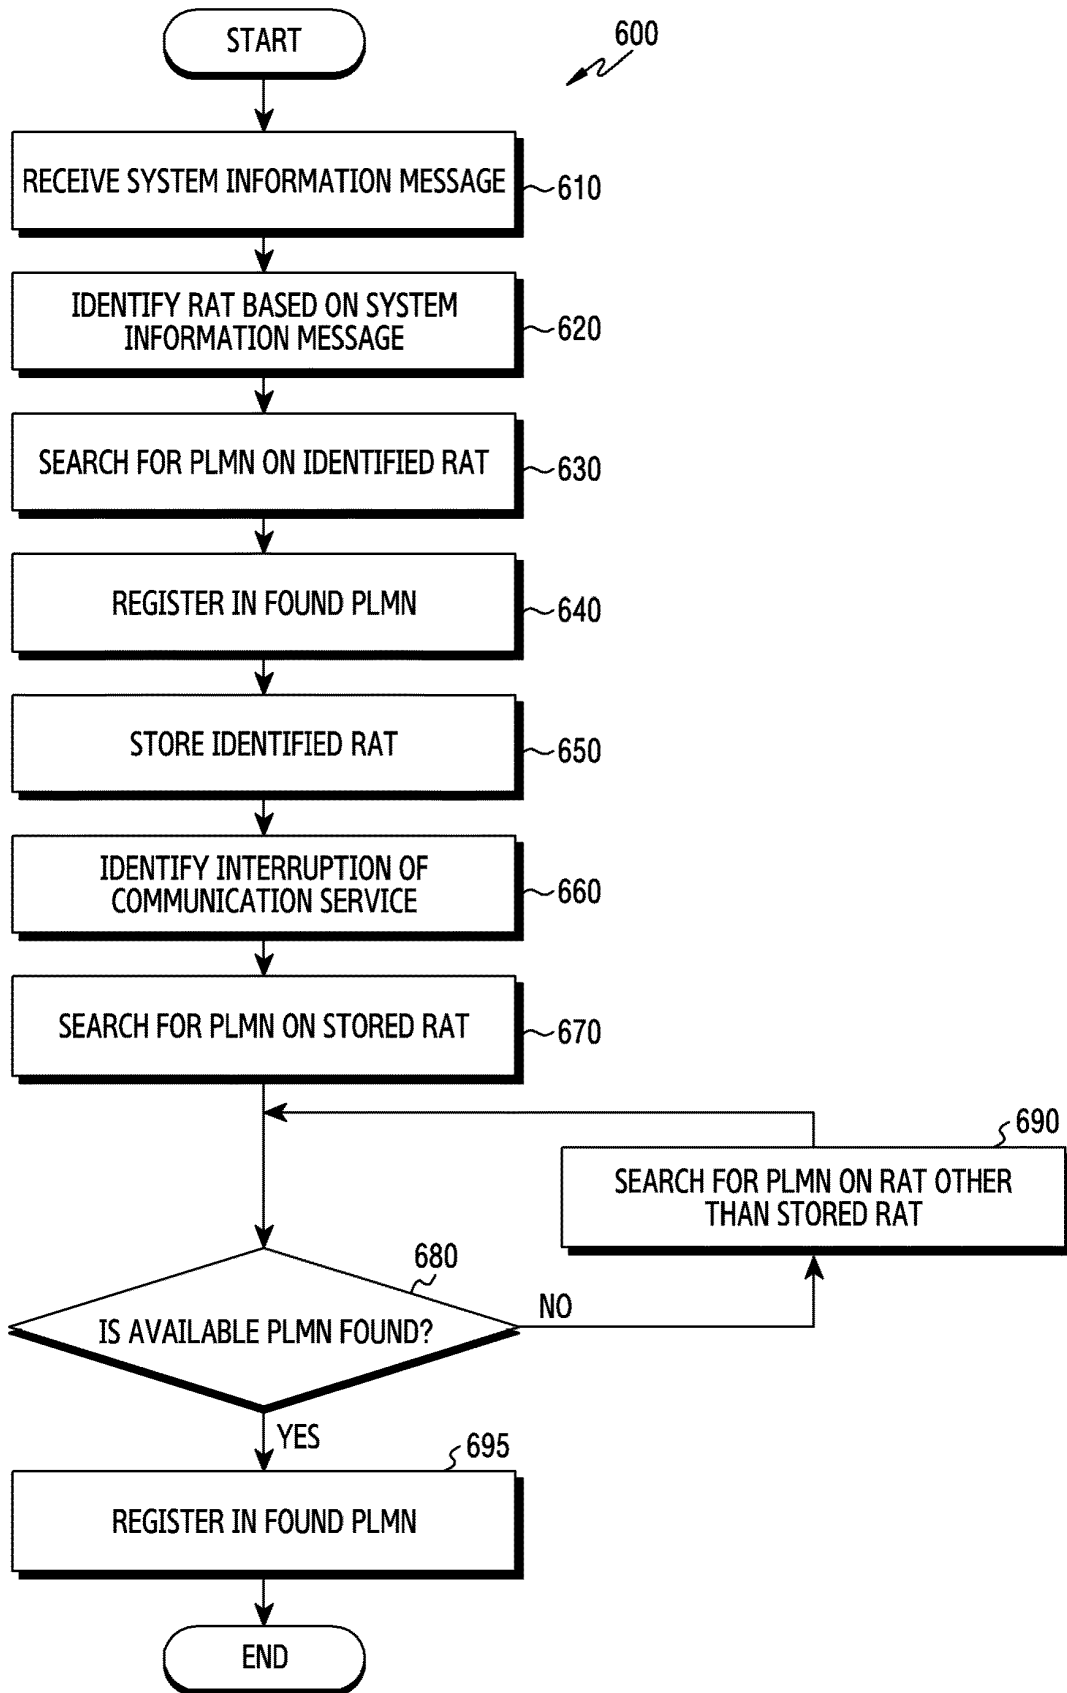 START
600
RECEIVE SYSTEM INFORMATION MESSAGE
610
IDENTIFY RAT BASED ON SYSTEM
INFORMATION MESSAGE
620
SEARCH FOR PLMN ON IDENTIFIED RAT
630
REGISTER IN FOUND PLMN
640
STORE IDENTIFIED RAT
650
IDENTIFY INTERRUPTION OF
COMMUNICATION SERVICE
660
SEARCH FOR PLMN ON STORED RAT
670
690
SEARCH FOR PLMN ON RAT OTHER
THAN STORED RAT
680
IS AVAILABLE PLMN FOUND?
NO
YES
695
REGISTER IN FOUND PLMN
END